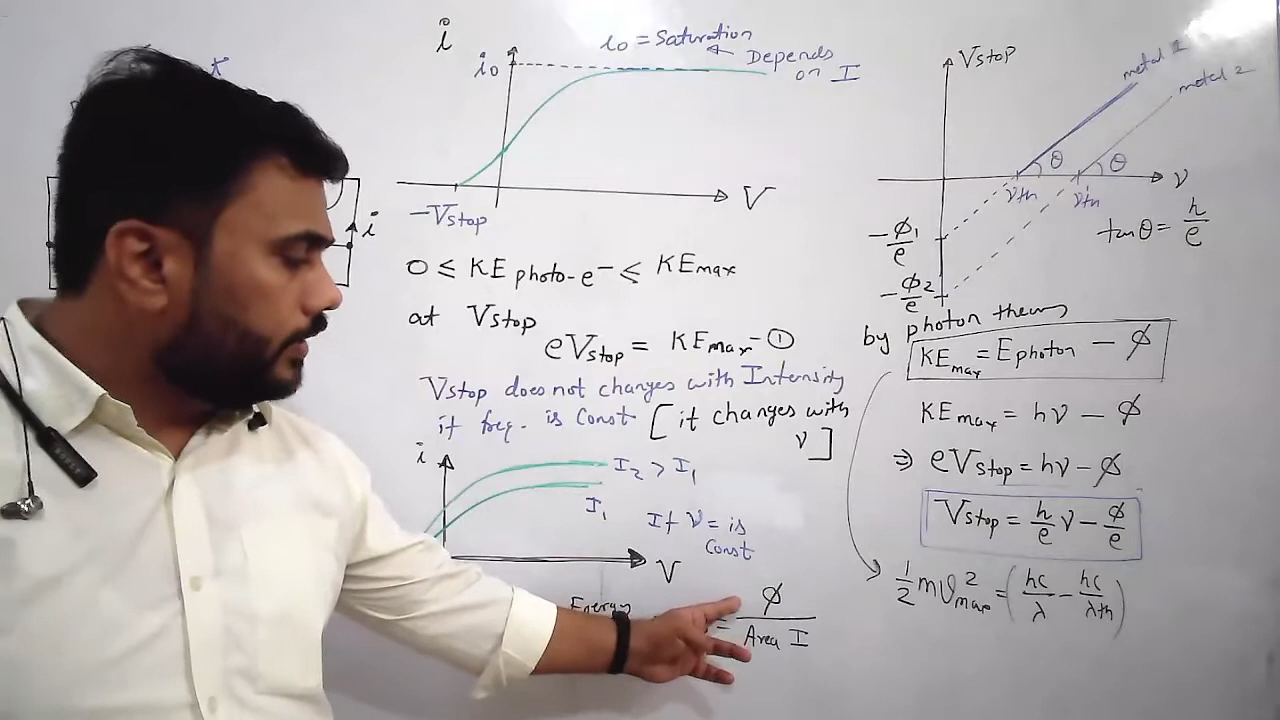 i
i₀ = Saturation
i₀
Depends
on I
V
-Vstop
i
0 ≤ KE photo-e⁻ ≤ KEmax
at Vstop
eVstop = KEmax - ①
Vstop does not changes with Intensity
if freq. is Const [it changes with
ν]
i
I₂ > I₁
I₁
If ν = is
Const
V
Energy
= ϕ / Area I
Vstop
metal 1
metal 2
θ θ
νth ν'th
ν
-ϕ₁/e
-ϕ₂/e
tanθ = h/e
by photon theory
KEmax = Ephoton - ϕ
KEmax = hν - ϕ
⇒ eVstop = hν - ϕ
Vstop = h/e ν - ϕ/e
1/2 mv²max = (hc/λ - hc/λth)